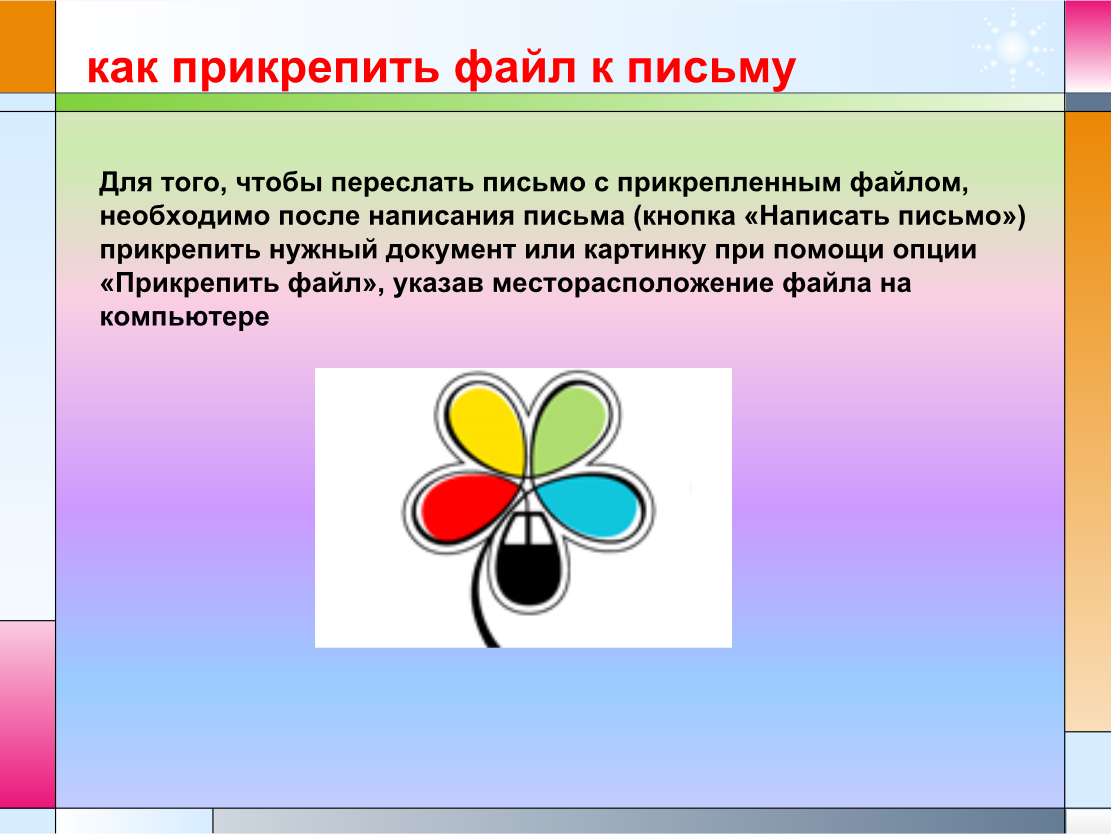 как прикрепить файл к письму
Для того, чтобы переслать письмо с прикрепленным файлом,
необходимо после написания письма (кнопка «Написать письмо»)
прикрепить нужный документ или картинку при помощи опции
«Прикрепить файл», указав месторасположение файла на
компьютере